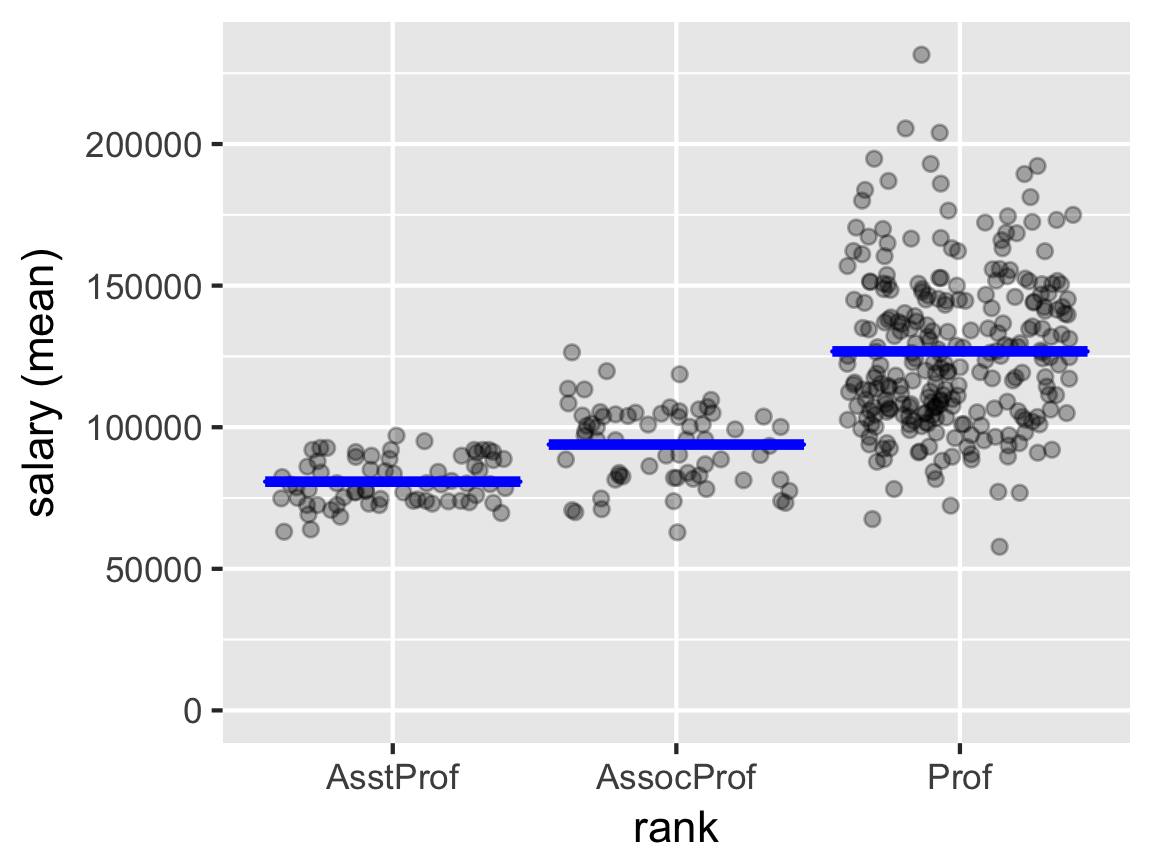 salary (mean)
200000
150000
100000
50000
0
AsstProf
AssocProf
Prof
rank